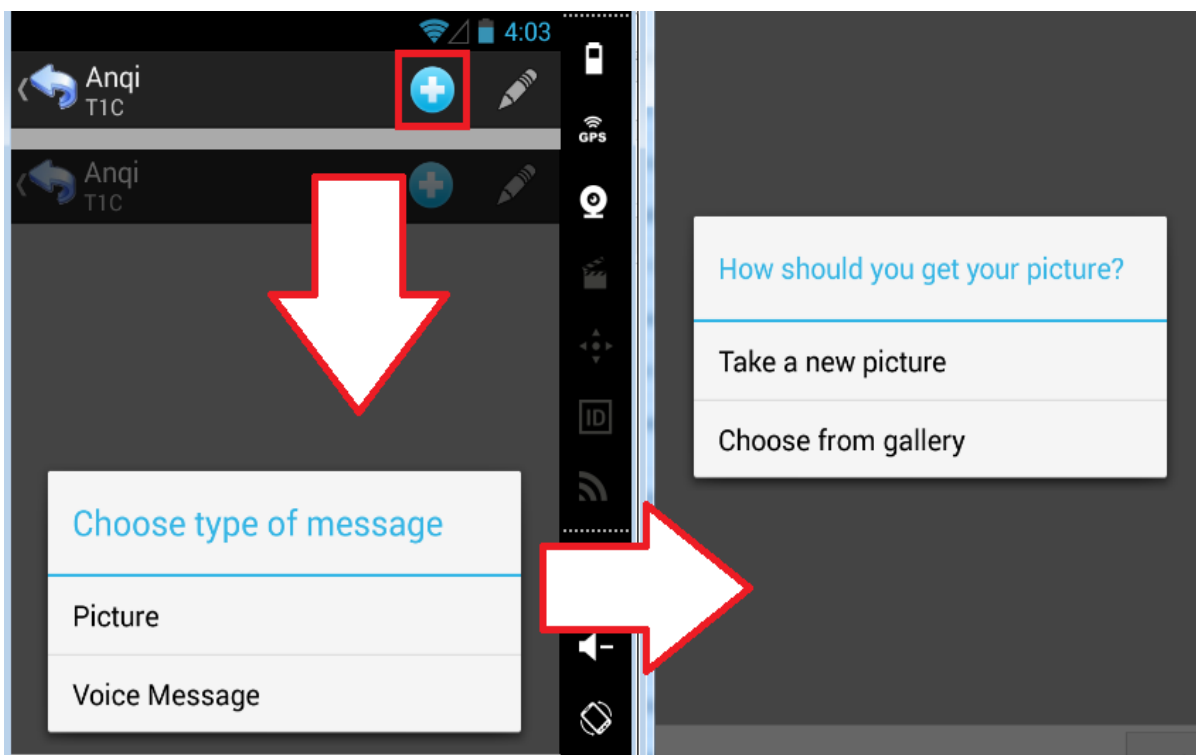 4:03
Anqi
T1C
GPS
Anqi
T1C
ID
Choose type of message
Picture
Voice Message
How should you get your picture?
Take a new picture
Choose from gallery